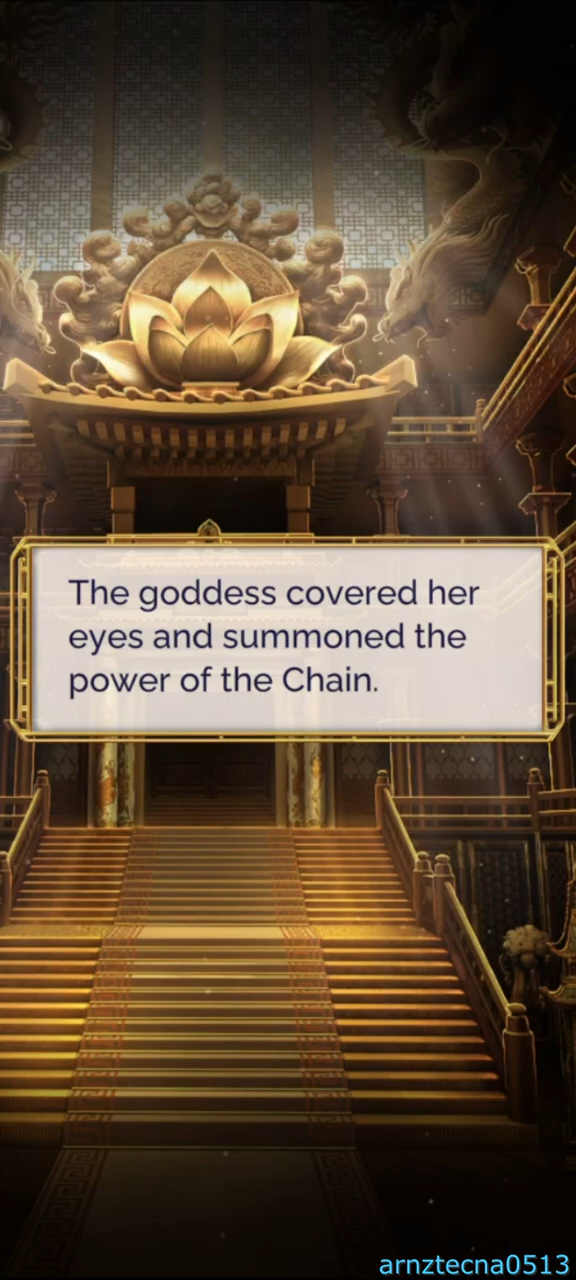 The goddess covered her
eyes and summoned the
power of the Chain.
arnztecna0513